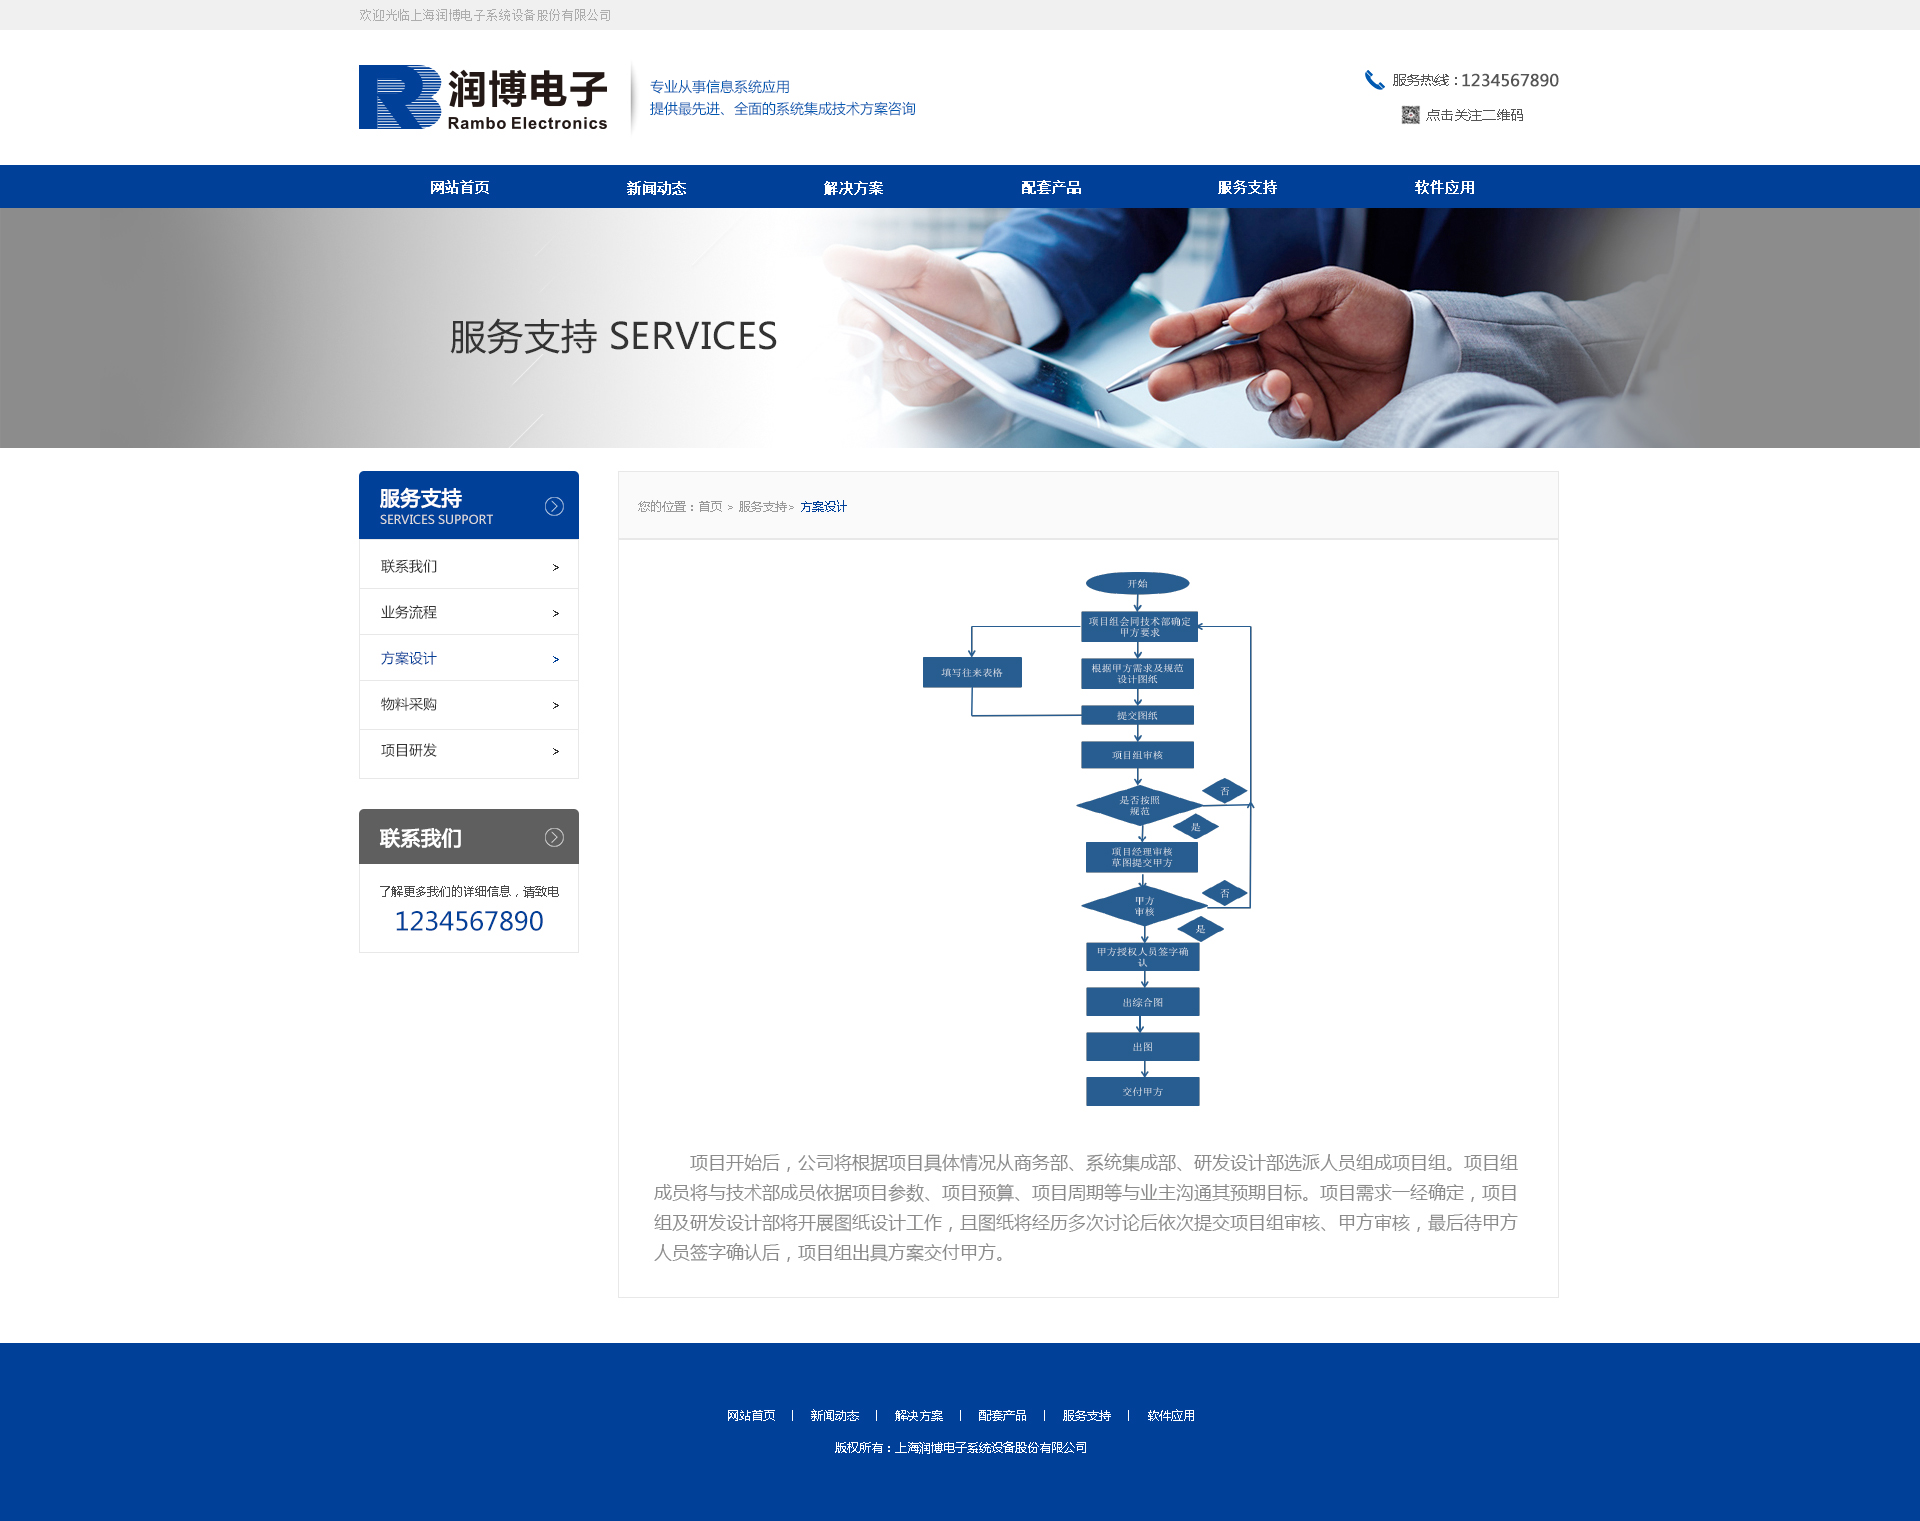 欢迎光临上海润博电子系统设备股份有限公司
润博电子
Rambo Electronics
专业从事信息系统应用
提供最先进、全面的系统集成技术方案咨询
服务热线：1234567890
点击关注二维码
网站首页 新闻动态 解决方案 配套产品 服务支持 软件应用
服务支持 SERVICES
服务支持
SERVICES SUPPORT
联系我们 >
业务流程 >
方案设计 >
物料采购 >
项目研发 >
联系我们
了解更多我们的详细信息，请致电
1234567890
您的位置：首页 > 服务支持> 方案设计
开始
项目组会同技术部确定
甲方要求
填写往来表格
根据甲方需求及规范
设计图纸
提交图纸
项目组审核
否
是否按照
规范
是
项目经理审核
草图提交甲方
否
甲方
审核
是
甲方授权人员签字确
认
出综合图
出图
交付甲方
项目开始后，公司将根据项目具体情况从商务部、系统集成部、研发设计部选派人员组成项目组。项目组
成员将与技术部成员依据项目参数、项目预算、项目周期等与业主沟通其预期目标。项目需求一经确定，项目
组及研发设计部将开展图纸设计工作，且图纸将经历多次讨论后依次提交项目组审核、甲方审核，最后待甲方
人员签字确认后，项目组出具方案交付甲方。
网站首页 | 新闻动态 | 解决方案 | 配套产品 | 服务支持 | 软件应用
版权所有：上海润博电子系统设备股份有限公司